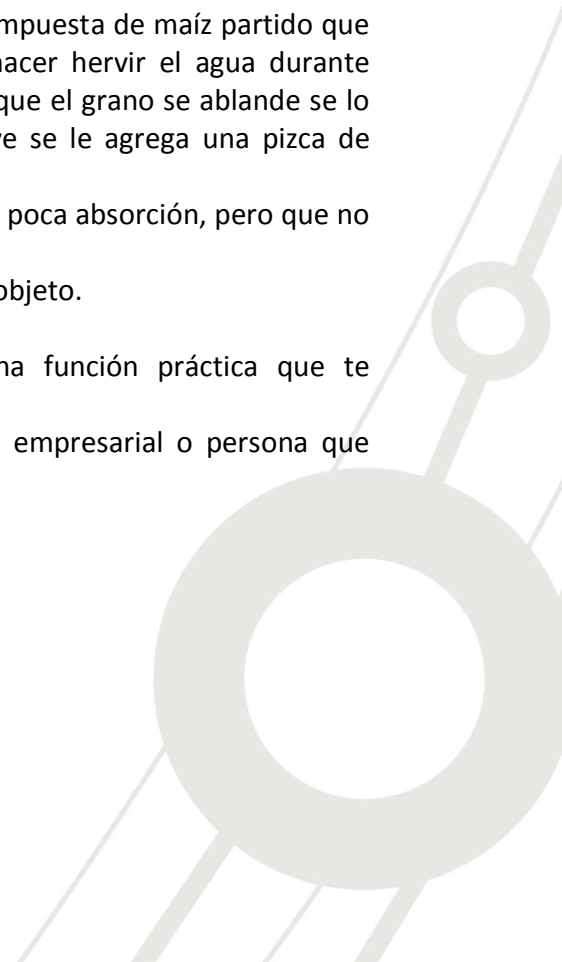 mpuesta de maíz partido que
hacer hervir el agua durante
que el grano se ablande se lo
ve se le agrega una pizca de
poca absorción, pero que no
objeto.
na función práctica que te
empresarial o persona que